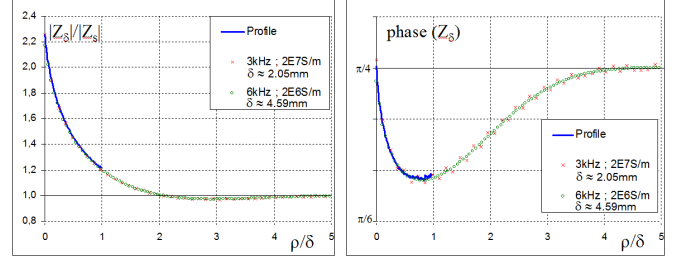 2,4
2,2
2,0
1,8
1,6
1,4
1,2
1,0
0,8
|Zδ|/|Zs|
Profile
3kHz ; 2E7S/m
δ ≈ 2.05mm
6kHz ; 2E6S/m
δ ≈ 4.59mm
0 1 2 3 4 5
ρ/δ
phase (Zδ)
π/4
π/6
Profile
3kHz ; 2E7S/m
δ ≈ 2.05mm
6kHz ; 2E6S/m
δ ≈ 4.59mm
0 1 2 3 4 5
ρ/δ